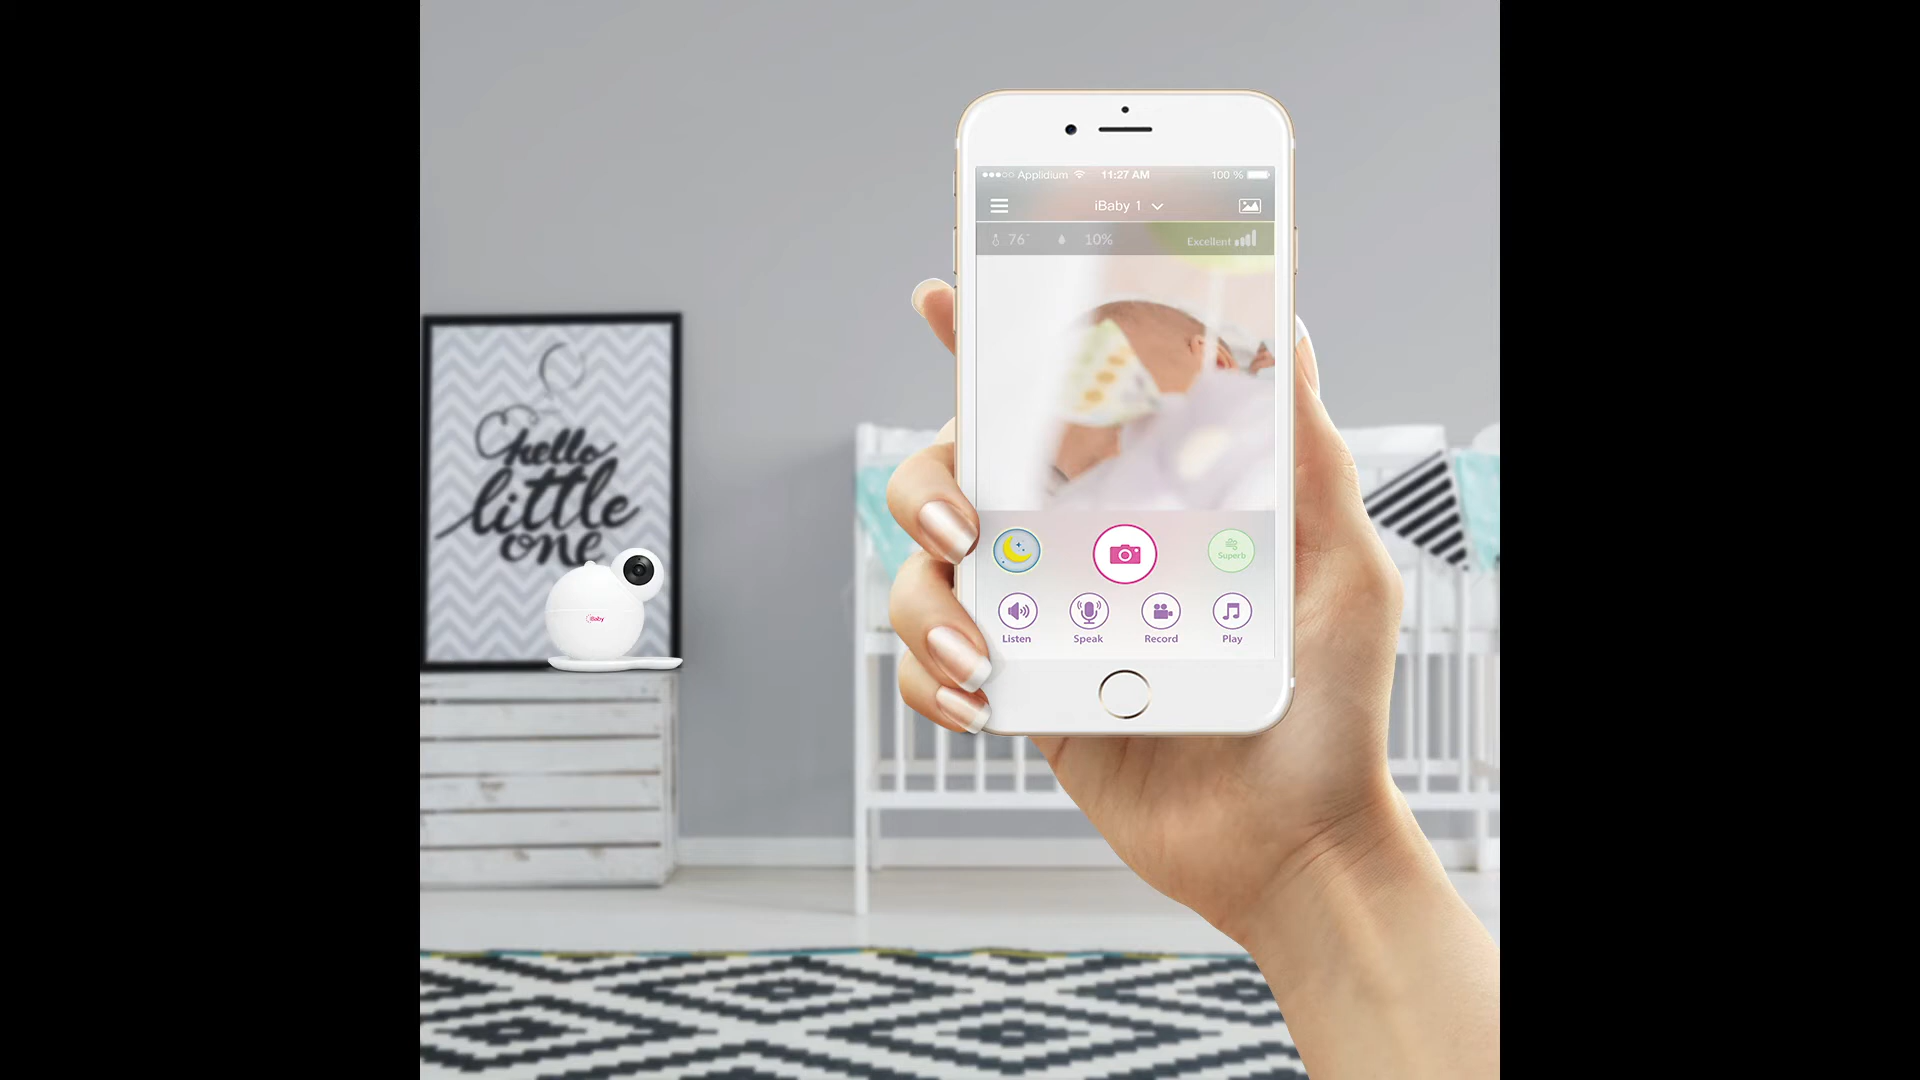 Applidium 11:27 AM 100 %
iBaby 1
76° 10% Excellent
hello
little
one
iBaby
Superb
Listen Speak Record Play